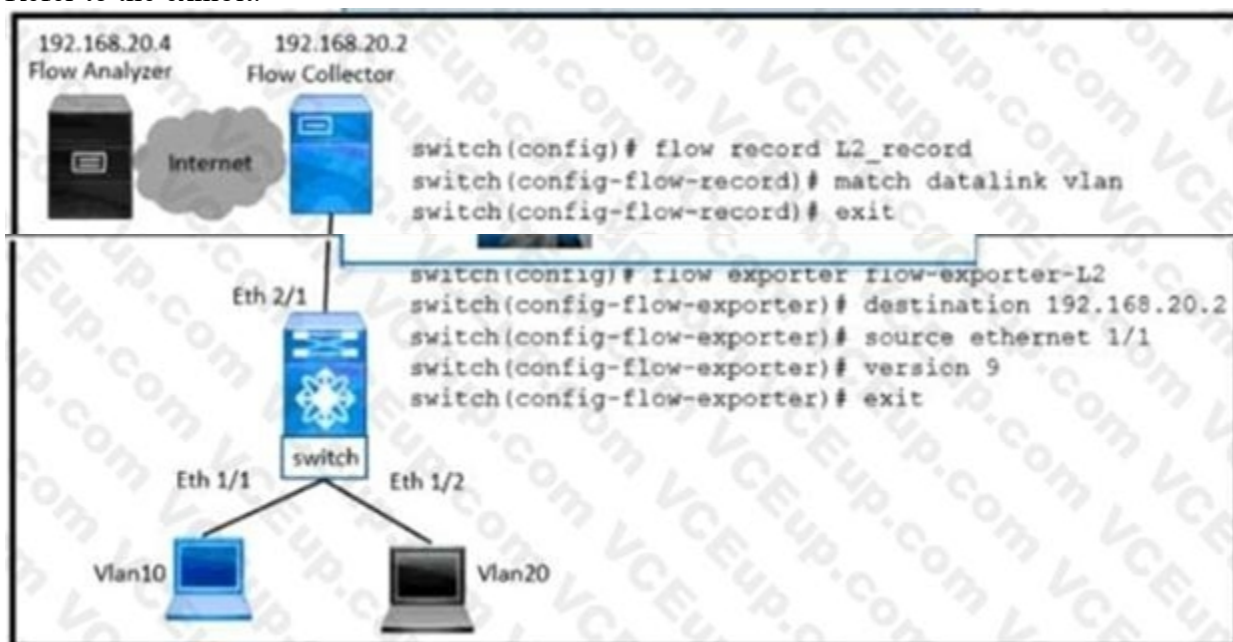 192.168.20.4
Flow Analyzer
192.168.20.2
Flow Collector
Internet
switch(config)# flow record L2_record
switch(config-flow-record)# match datalink vlan
switch(config-flow-record)# exit
switch(config)# flow exporter flow-exporter-L2
switch(config-flow-exporter)# destination 192.168.20.2
switch(config-flow-exporter)# source ethernet 1/1
switch(config-flow-exporter)# version 9
switch(config-flow-exporter)# exit
Eth 2/1
switch
Eth 1/1
Eth 1/2
Vlan10
Vlan20
VCEup.com